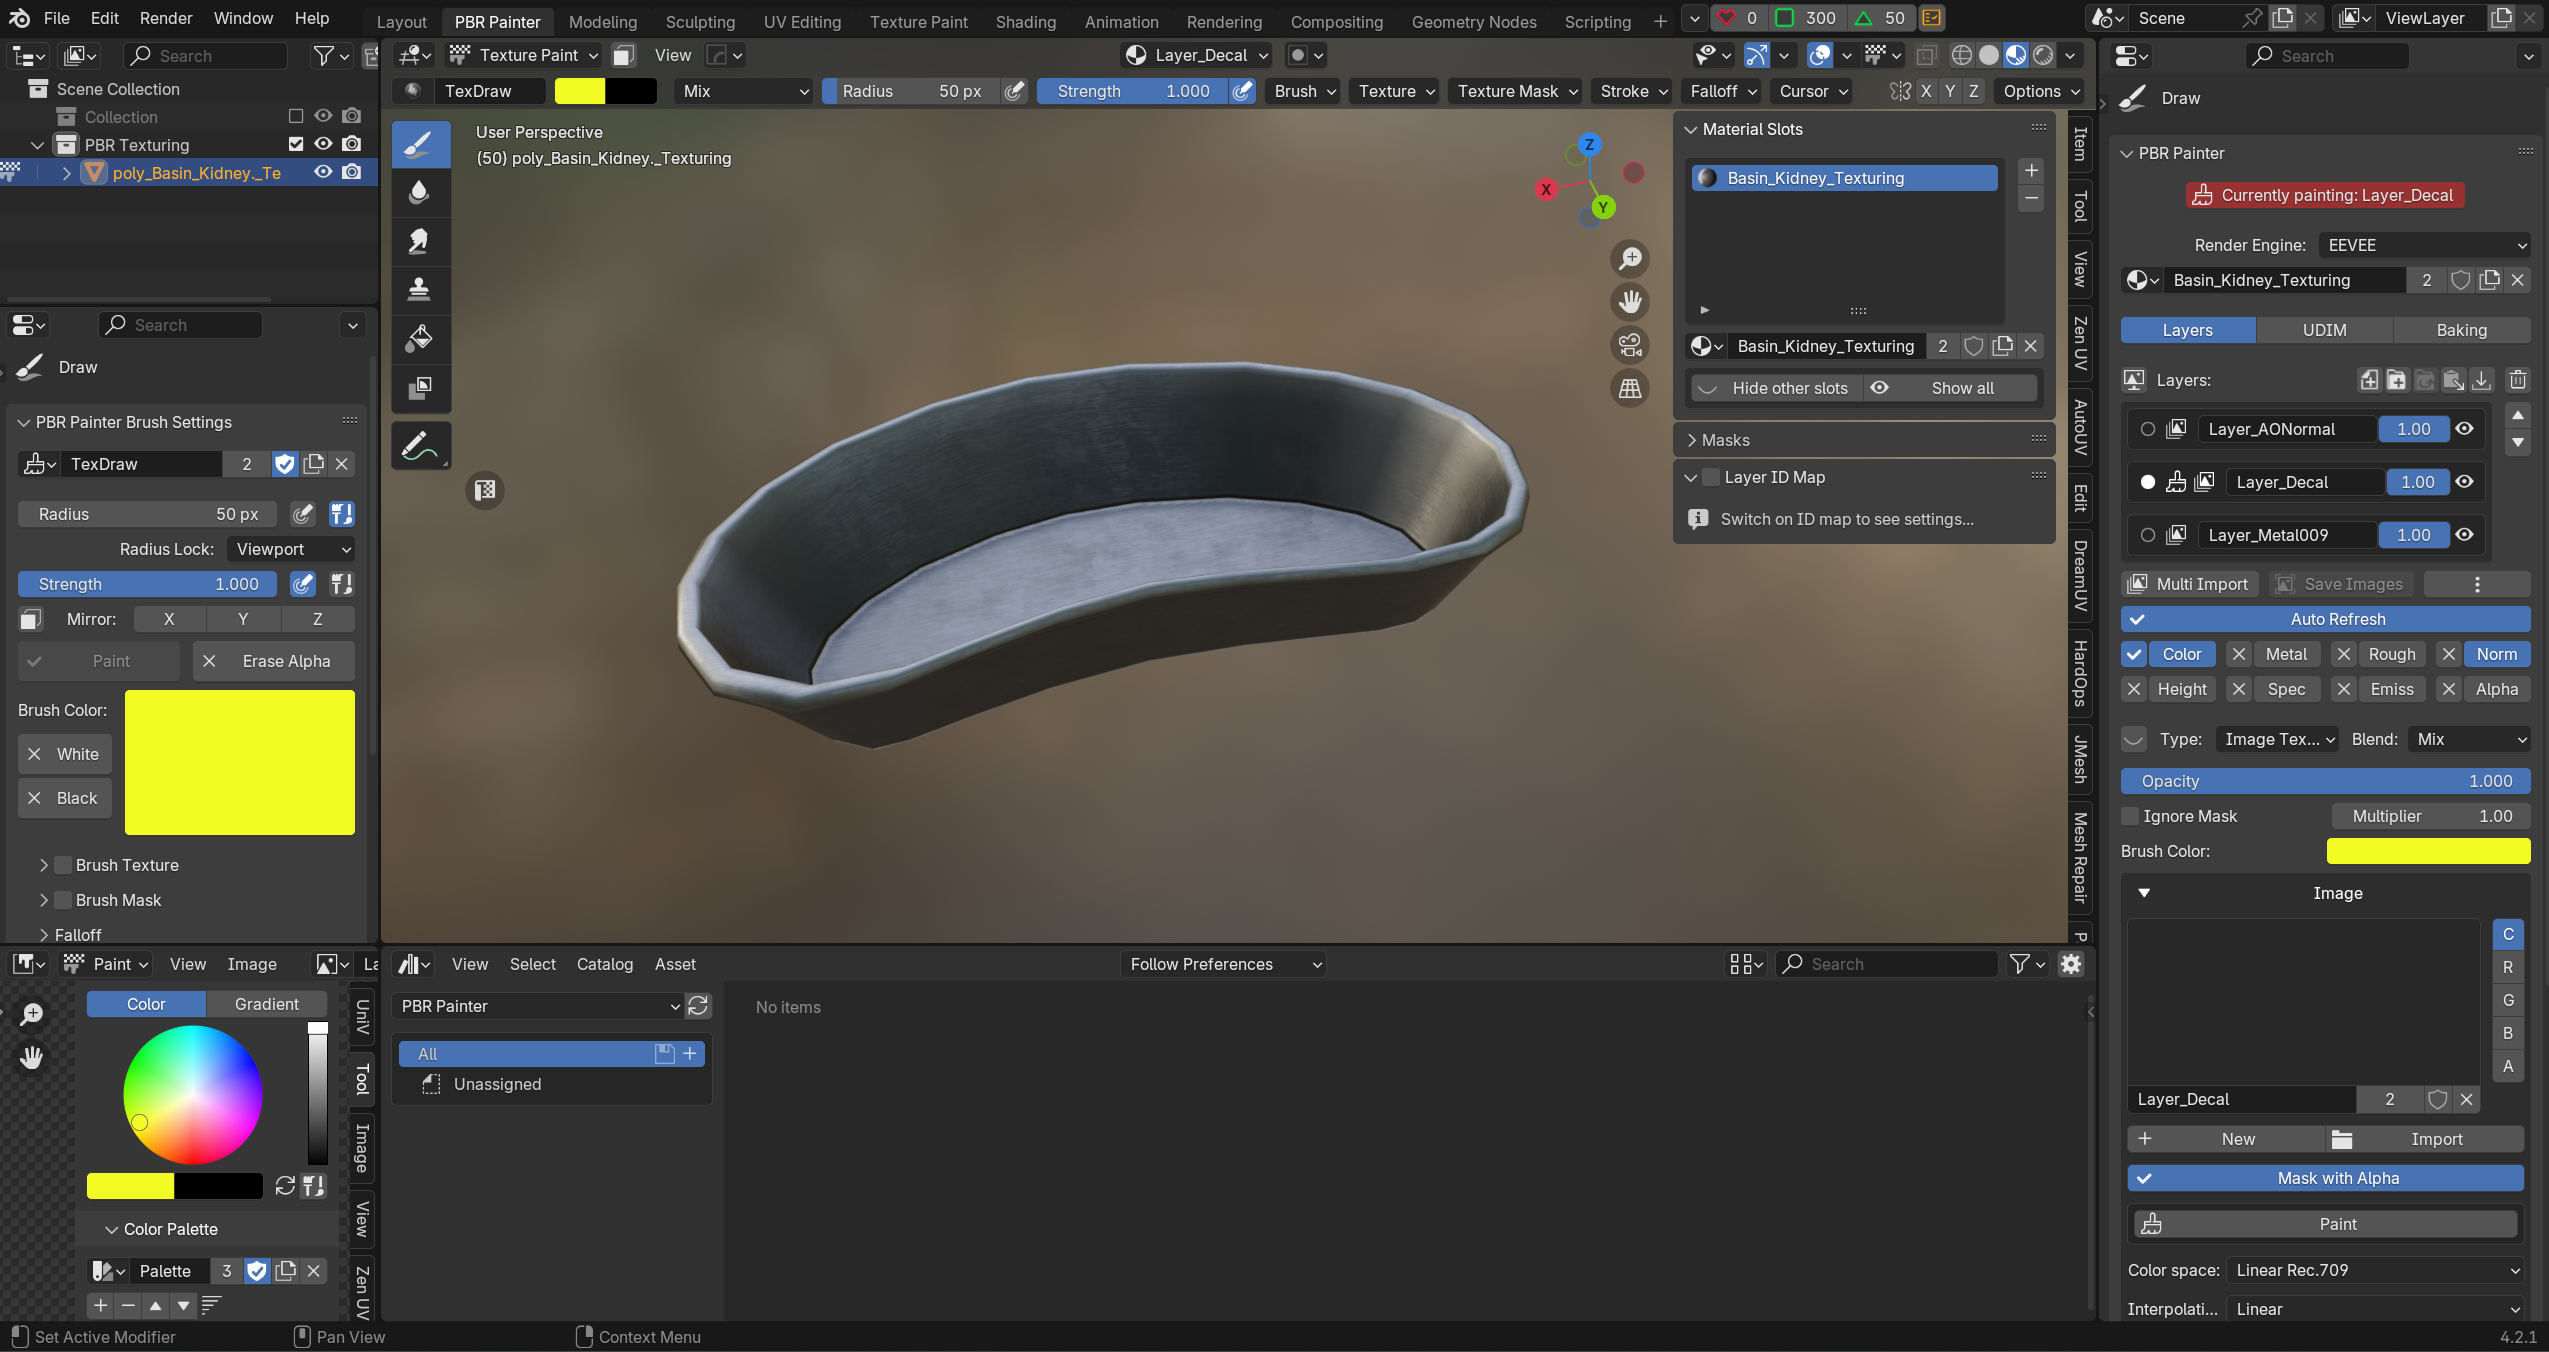 File Edit Render Window Help
Layout PBR Painter Modeling Sculpting UV Editing Texture Paint Shading Animation Rendering Compositing Geometry Nodes Scripting
0 300 50
Scene
ViewLayer
Search
Scene Collection
Collection
PBR Texturing
poly_Basin_Kidney._Te
Search
Draw
PBR Painter Brush Settings
TexDraw 2
Radius 50 px
Radius Lock: Viewport
Strength 1.000
Mirror: X Y Z
Paint Erase Alpha
Brush Color:
White
Black
Brush Texture
Brush Mask
Falloff
Texture Paint View Layer_Decal
TexDraw Mix Radius 50 px Strength 1.000 Brush Texture Texture Mask Stroke Falloff Cursor X Y Z Options
User Perspective
(50) poly_Basin_Kidney._Texturing
Z
X
Y
Material Slots
Basin_Kidney_Texturing
Basin_Kidney_Texturing 2
Hide other slots Show all
Masks
Layer ID Map
Switch on ID map to see settings...
Item
Tool
View
Zen UV
AutoUV
Edit
DreamUV
HardOps
JMesh
Mesh Repair
P
Search
Draw
PBR Painter
Currently painting: Layer_Decal
Render Engine: EEVEE
Basin_Kidney_Texturing 2
Layers UDIM Baking
Layers:
Layer_AONormal 1.00
Layer_Decal 1.00
Layer_Metal009 1.00
Multi Import Save Images
Auto Refresh
Color Metal Rough Norm
Height Spec Emiss Alpha
Type: Image Tex... Blend: Mix
Opacity 1.000
Ignore Mask Multiplier 1.00
Brush Color:
Image
C
R
G
B
A
Layer_Decal 2
New Import
Mask with Alpha
Paint
Color space: Linear Rec.709
Interpolati... Linear
Paint View Image La
Color Gradient
Color Palette
Palette 3
UniV
Tool
Image
View
Zen UV
View Select Catalog Asset Follow Preferences Search
PBR Painter
All
Unassigned
No items
Set Active Modifier Pan View Context Menu 4.2.1